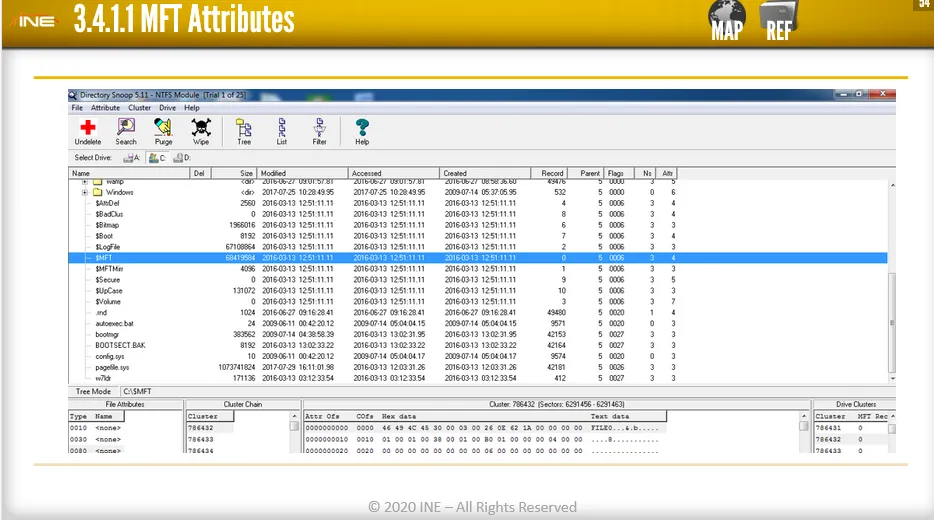 54
INE
3.4.1.1 MFT Attributes
MAP REF
Directory Snoop 5.11 - NTFS Module [Trial 1 of 25]
File Attribute Cluster Drive Help
Undelete Search Purge Wipe Tree List Filter Help
Select Drive: A: C: D:
Name Del Size Modified Accessed Created Record Parent Flags Ns Attr
wamp <dir> 2016-06-27 09:01:57.81 2016-06-27 09:01:57.81 2016-06-27 08:58:36.60 49476 5 0000 3 5
Windows <dir> 2017-07-25 10:28:49.95 2017-07-25 10:28:49.95 2009-07-14 05:37:05.95 532 5 0000 0 6
$AttrDef 2560 2016-03-13 12:51:11.11 2016-03-13 12:51:11.11 2016-03-13 12:51:11.11 4 5 0006 3 4
$BadClus 0 2016-03-13 12:51:11.11 2016-03-13 12:51:11.11 2016-03-13 12:51:11.11 8 5 0006 3 4
$Bitmap 1966016 2016-03-13 12:51:11.11 2016-03-13 12:51:11.11 2016-03-13 12:51:11.11 6 5 0006 3 3
$Boot 8192 2016-03-13 12:51:11.11 2016-03-13 12:51:11.11 2016-03-13 12:51:11.11 7 5 0006 3 4
$LogFile 67108864 2016-03-13 12:51:11.11 2016-03-13 12:51:11.11 2016-03-13 12:51:11.11 2 5 0006 3 3
$MFT 68419584 2016-03-13 12:51:11.11 2016-03-13 12:51:11.11 2016-03-13 12:51:11.11 0 5 0006 3 4
$MFTMirr 4096 2016-03-13 12:51:11.11 2016-03-13 12:51:11.11 2016-03-13 12:51:11.11 1 5 0006 3 3
$Secure 0 2016-03-13 12:51:11.11 2016-03-13 12:51:11.11 2016-03-13 12:51:11.11 9 5 0006 3 5
$UpCase 131072 2016-03-13 12:51:11.11 2016-03-13 12:51:11.11 2016-03-13 12:51:11.11 10 5 0006 3 3
$Volume 0 2016-03-13 12:51:11.11 2016-03-13 12:51:11.11 2016-03-13 12:51:11.11 3 5 0006 3 7
.rnd 1024 2016-06-27 09:16:28.41 2016-06-27 09:16:28.41 2016-06-27 09:16:28.41 49480 5 0020 1 4
autoexec.bat 24 2009-06-11 00:42:20.12 2009-07-14 05:04:04.15 2009-07-14 05:04:04.15 9571 5 0020 0 3
bootmgr 383562 2009-07-14 04:38:58.39 2016-03-13 13:02:31.95 2016-03-13 13:02:31.95 42153 5 0027 3 3
BOOTSECT.BAK 8192 2016-03-13 13:02:33.22 2016-03-13 13:02:33.22 2016-03-13 13:02:33.22 42164 5 0027 3 3
config.sys 10 2009-06-11 00:42:20.12 2009-07-14 05:04:04.17 2009-07-14 05:04:04.17 9574 5 0020 0 3
pagefile.sys 1073741824 2017-07-29 16:11:01.98 2016-03-13 12:03:31.26 2016-03-13 12:03:31.26 42181 5 0026 0 3
w7ldr 171136 2016-03-13 03:12:33.54 2016-03-13 03:12:33.54 2016-03-13 03:12:33.54 412 5 0027 3 3
Tree Mode C:\$MFT
File Attributes Cluster Chain Cluster: 786432 (Sectors: 6291456 - 6291463) Drive Clusters
Type Name Cluster Attr Ofs COfs Hex data Text data Cluster MFT Rec
0010 <none> 786432 0000000000 0000 46 49 4C 45 30 00 03 00 26 0E 62 1A 00 00 00 00 FILE0...&.b..... 786431 0
0030 <none> 786433 0000000010 0010 01 00 01 00 38 00 01 00 B0 01 00 00 00 04 00 00 ....8........... 786432 0
0080 <none> 786434 0000000020 0020 00 00 00 00 00 00 00 00 06 00 00 00 00 00 00 00 ................ 786433 0
© 2020 INE – All Rights Reserved